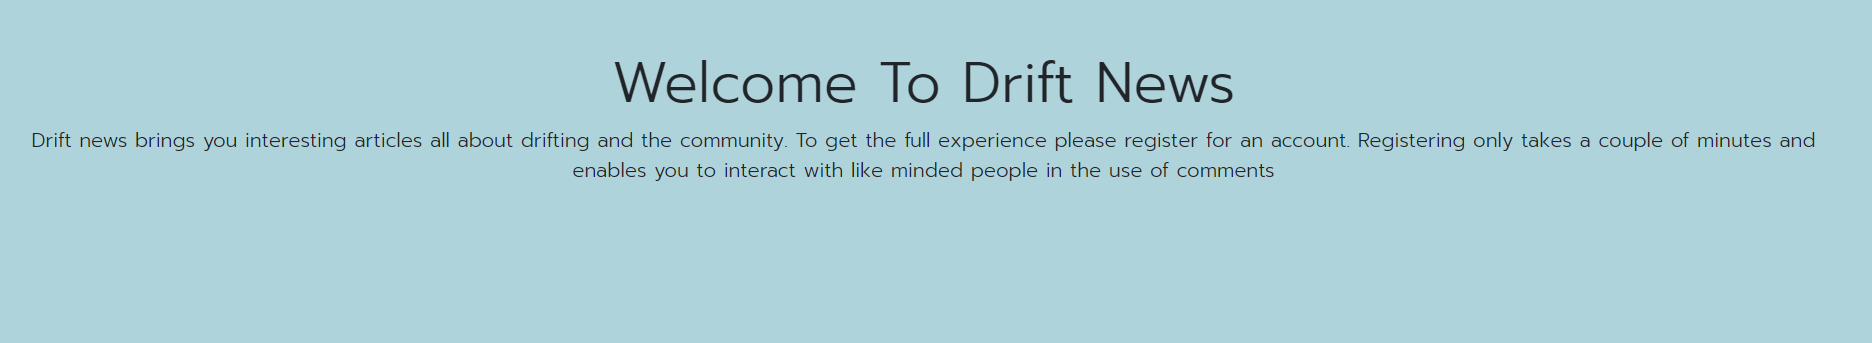 Welcome To Drift News
Drift news brings you interesting articles all about drifting and the community. To get the full experience please register for an account. Registering only takes a couple of minutes and
enables you to interact with like minded people in the use of comments